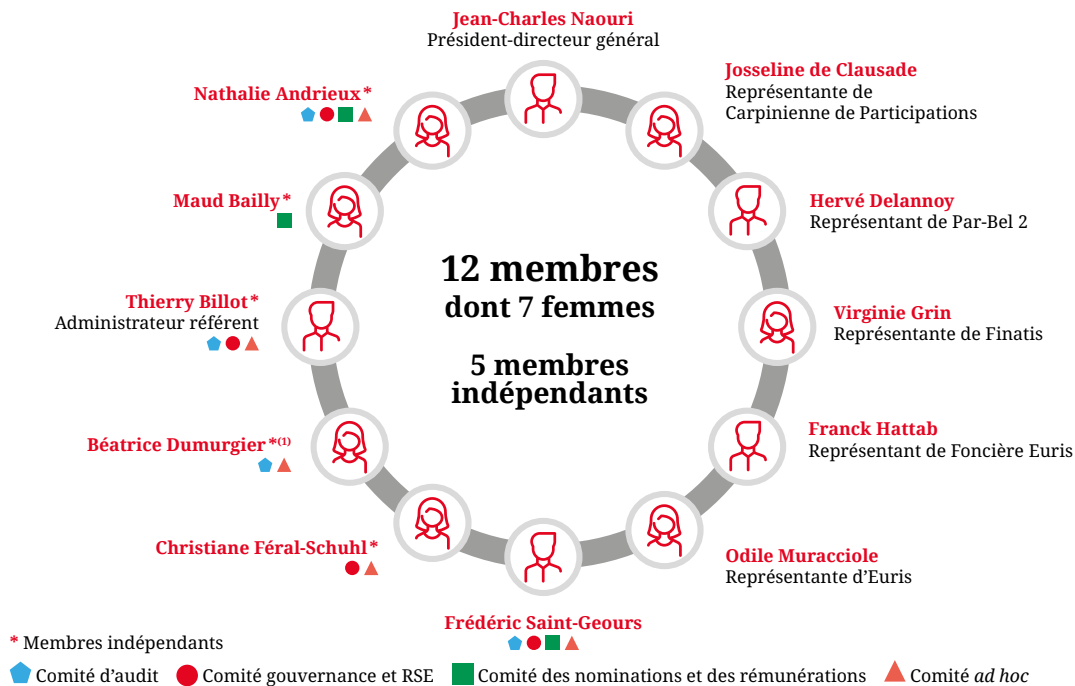 Jean-Charles Naouri
Président-directeur général
Josseline de Clausade
Représentante de
Carpinienne de Participations
Hervé Delannoy
Représentant de Par-Bel 2
Virginie Grin
Représentante de Finatis
Franck Hattab
Représentant de Foncière Euris
Odile Muracciole
Représentante d’Euris
Frédéric Saint-Geours
Christiane Féral-Schuhl *
Béatrice Dumurgier *(1)
Thierry Billot *
Administrateur référent
Maud Bailly *
Nathalie Andrieux *
12 membres
dont 7 femmes
5 membres
indépendants
* Membres indépendants
Comité d’audit Comité gouvernance et RSE Comité des nominations et des rémunérations Comité ad hoc